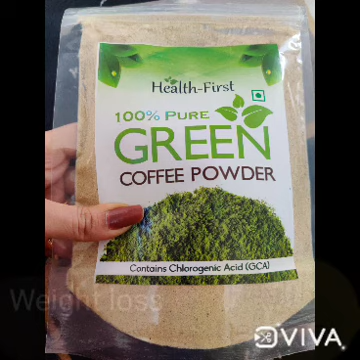 Health-First
100% PURE
GREEN
COFFEE POWDER
Contains Chlorogenic Acid (GCA)
Weight loss
VIVA